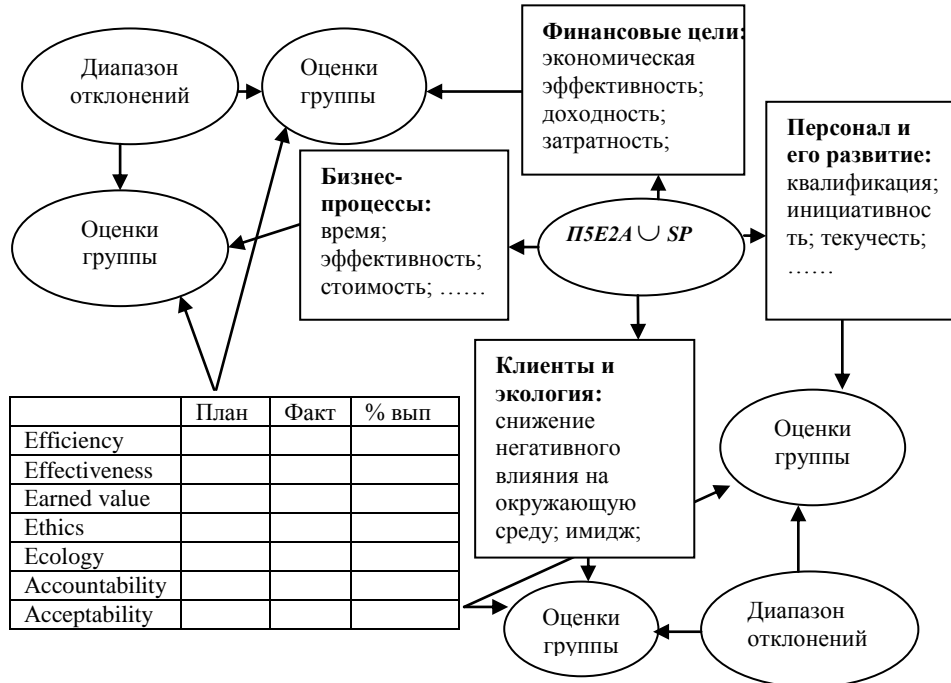 Диапазон
отклонений
Оценки
группы
Финансовые цели:
экономическая
эффективность;
доходность;
затратность;
Персонал и
его развитие:
квалификация;
инициативнос
ть; текучесть;
……
Оценки
группы
Бизнес-
процессы:
время;
эффективность;
стоимость; ……
П5E2A ∪ SP
Клиенты и
экология:
снижение
негативного
влияния на
окружающую
среду; имидж;
План Факт % вып
Efficiency
Effectiveness
Earned value
Ethics
Ecology
Accountability
Acceptability
Оценки
группы
Оценки
группы
Диапазон
отклонений